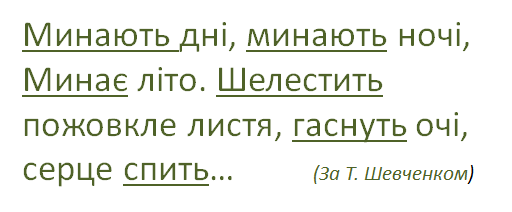 Минають дні, минають ночі,
Минає літо. Шелестить
пожовкле листя, гаснуть очі,
серце спить... (За Т. Шевченком)